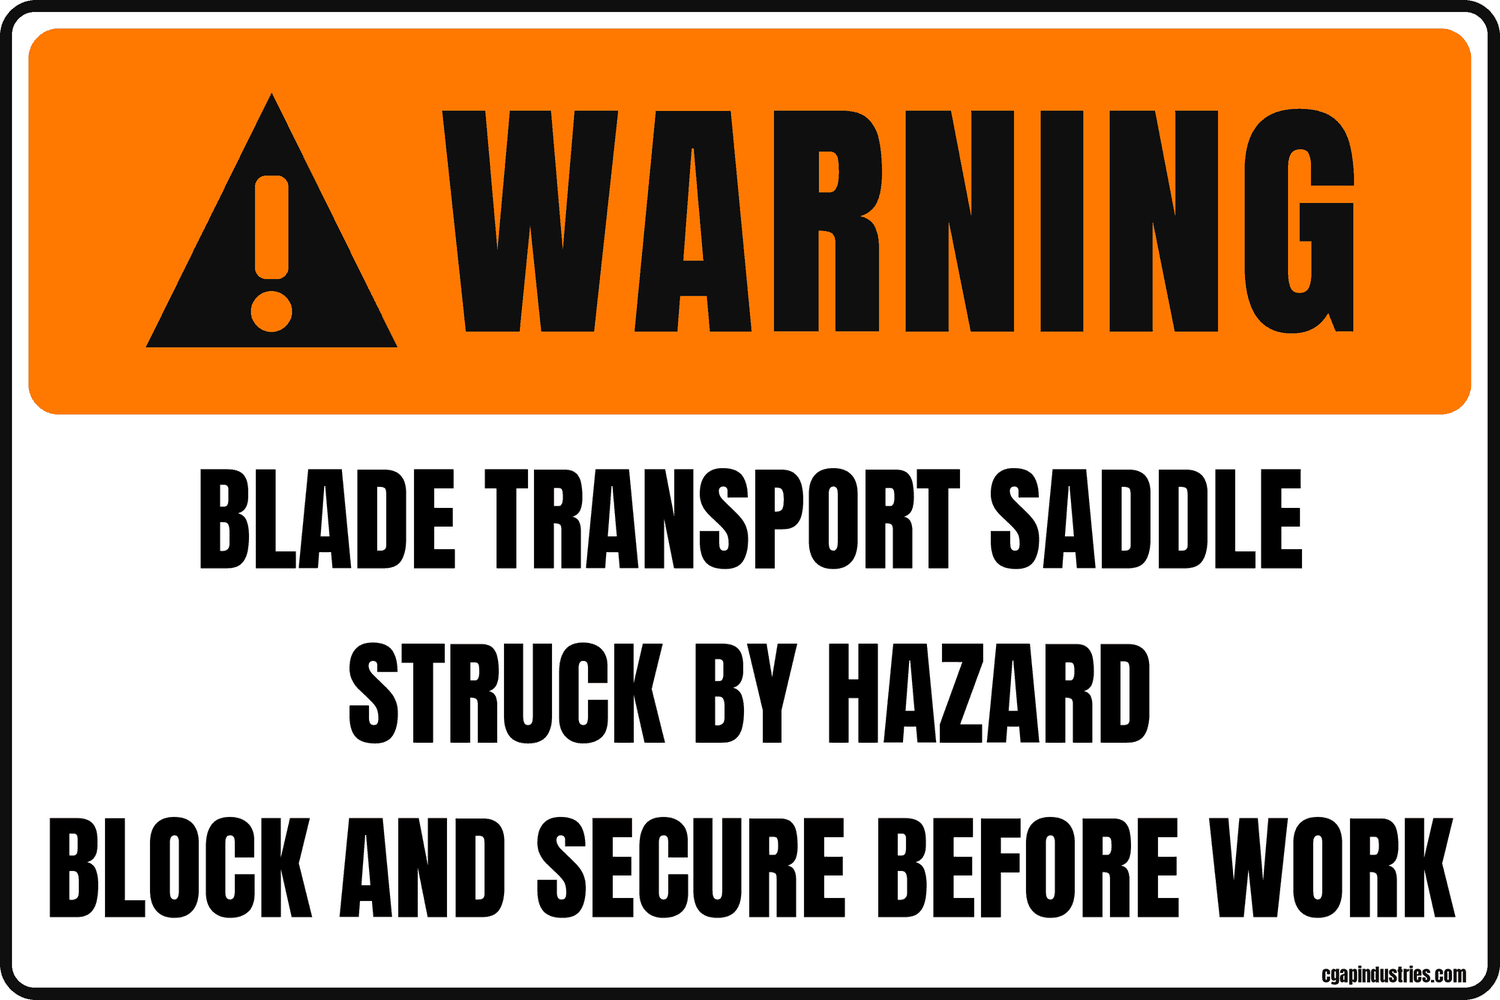 WARNING
BLADE TRANSPORT SADDLE
STRUCK BY HAZARD
BLOCK AND SECURE BEFORE WORK
cgapindustries.com